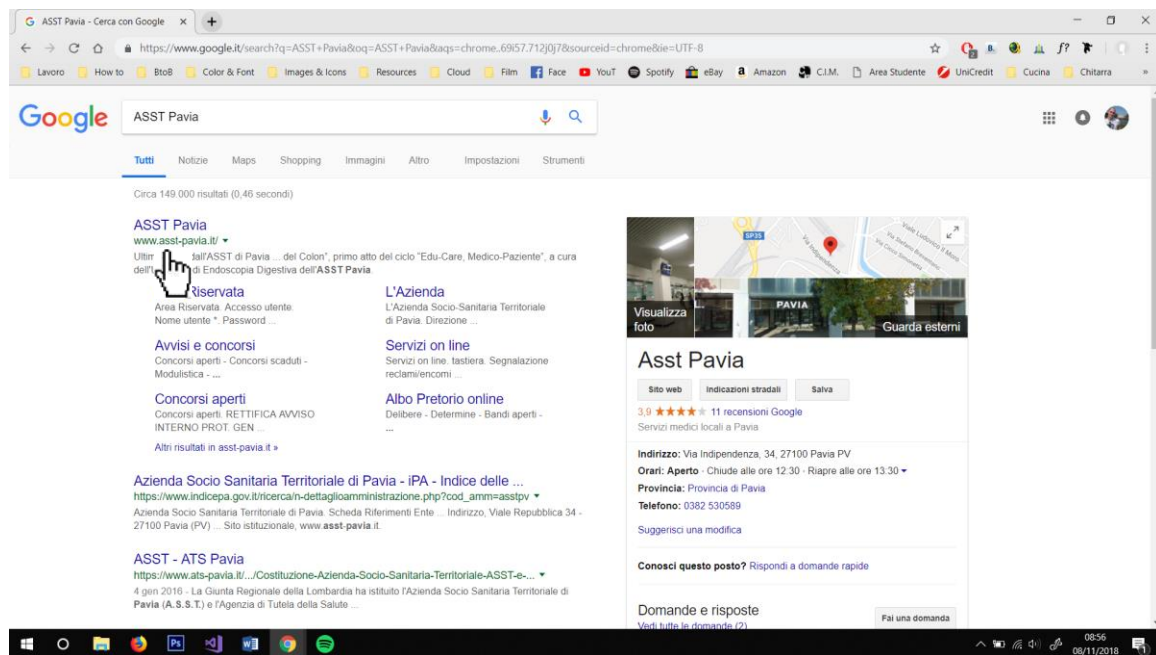 ASST Pavia - Cerca con Google
https://www.google.it/search?q=ASST+Pavia&oq=ASST+Pavia&aqs=chrome..69i57.712j0j7&sourceid=chrome&ie=UTF-8
Lavoro How to BtoB Color & Font Images & Icons Resources Cloud Film Face YouT Spotify eBay Amazon C.I.M. Area Studente UniCredit Cucina Chitarra »
Google ASST Pavia
Tutti Notizie Maps Shopping Immagini Altro Impostazioni Strumenti
Circa 149.000 risultati (0,46 secondi)
ASST Pavia
www.asst-pavia.it/
dall'ASST di Pavia ... del Colon", primo atto del ciclo "Edu-Care, Medico-Paziente", a cura
di Endoscopia Digestiva dell'ASST Pavia
Riservata
Area Riservata. Accesso utente.
Nome utente *. Password ...
L'Azienda
L'Azienda Socio-Sanitaria Territoriale
di Pavia. Direzione ...
Avvisi e concorsi
Concorsi aperti - Concorsi scaduti -
Modulistica - ...
Servizi on line
Servizi on line. tastiera. Segnalazione
reclami/encomi ...
Concorsi aperti
Concorsi aperti. RETTIFICA AVVISO
INTERNO PROT. GEN ...
Albo Pretorio online
Delibere - Determine - Bandi aperti -
...
Altri risultati in asst-pavia.it »
Azienda Socio Sanitaria Territoriale di Pavia - iPA - Indice delle ...
https://www.indicepa.gov.it/ricerca/n-dettaglioamministrazione.php?cod_amm=asstpv
Azienda Socio Sanitaria Territoriale di Pavia. Scheda Riferimenti Ente ... Indirizzo, Viale Repubblica 34 -
27100 Pavia (PV) ... Sito istituzionale, www.asst-pavia.it.
ASST - ATS Pavia
https://www.ats-pavia.it/.../Costituzione-Azienda-Socio-Sanitaria-Territoriale-ASST-e-...
4 gen 2016 - La Giunta Regionale della Lombardia ha istituito l'Azienda Socio Sanitaria Territoriale di
Pavia (A.S.S.T.) e l'Agenzia di Tutela della Salute ...
SP35
Via Indipendenza
PAVIA
Visualizza
foto
Guarda esterni
Asst Pavia
Sito web Indicazioni stradali Salva
3,9 ★★★★★ 11 recensioni Google
Servizi medici locali a Pavia
Indirizzo: Via Indipendenza, 34, 27100 Pavia PV
Orari: Aperto · Chiude alle ore 12:30 · Riapre alle ore 13:30
Provincia: Provincia di Pavia
Telefono: 0382 530589
Suggerisci una modifica
Conosci questo posto? Rispondi a domande rapide
Domande e risposte
Fai una domanda
Vedi tutte le domande (2)
08:56
08/11/2018